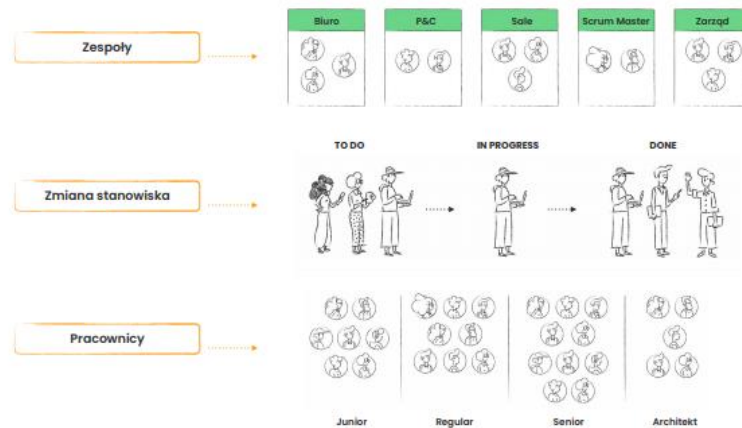 Zespoły
Biuro
P&C
Sale
Scrum Master
Zarząd
Zmiana stanowiska
TO DO
IN PROGRESS
DONE
Pracownicy
Junior
Regular
Senior
Architekt